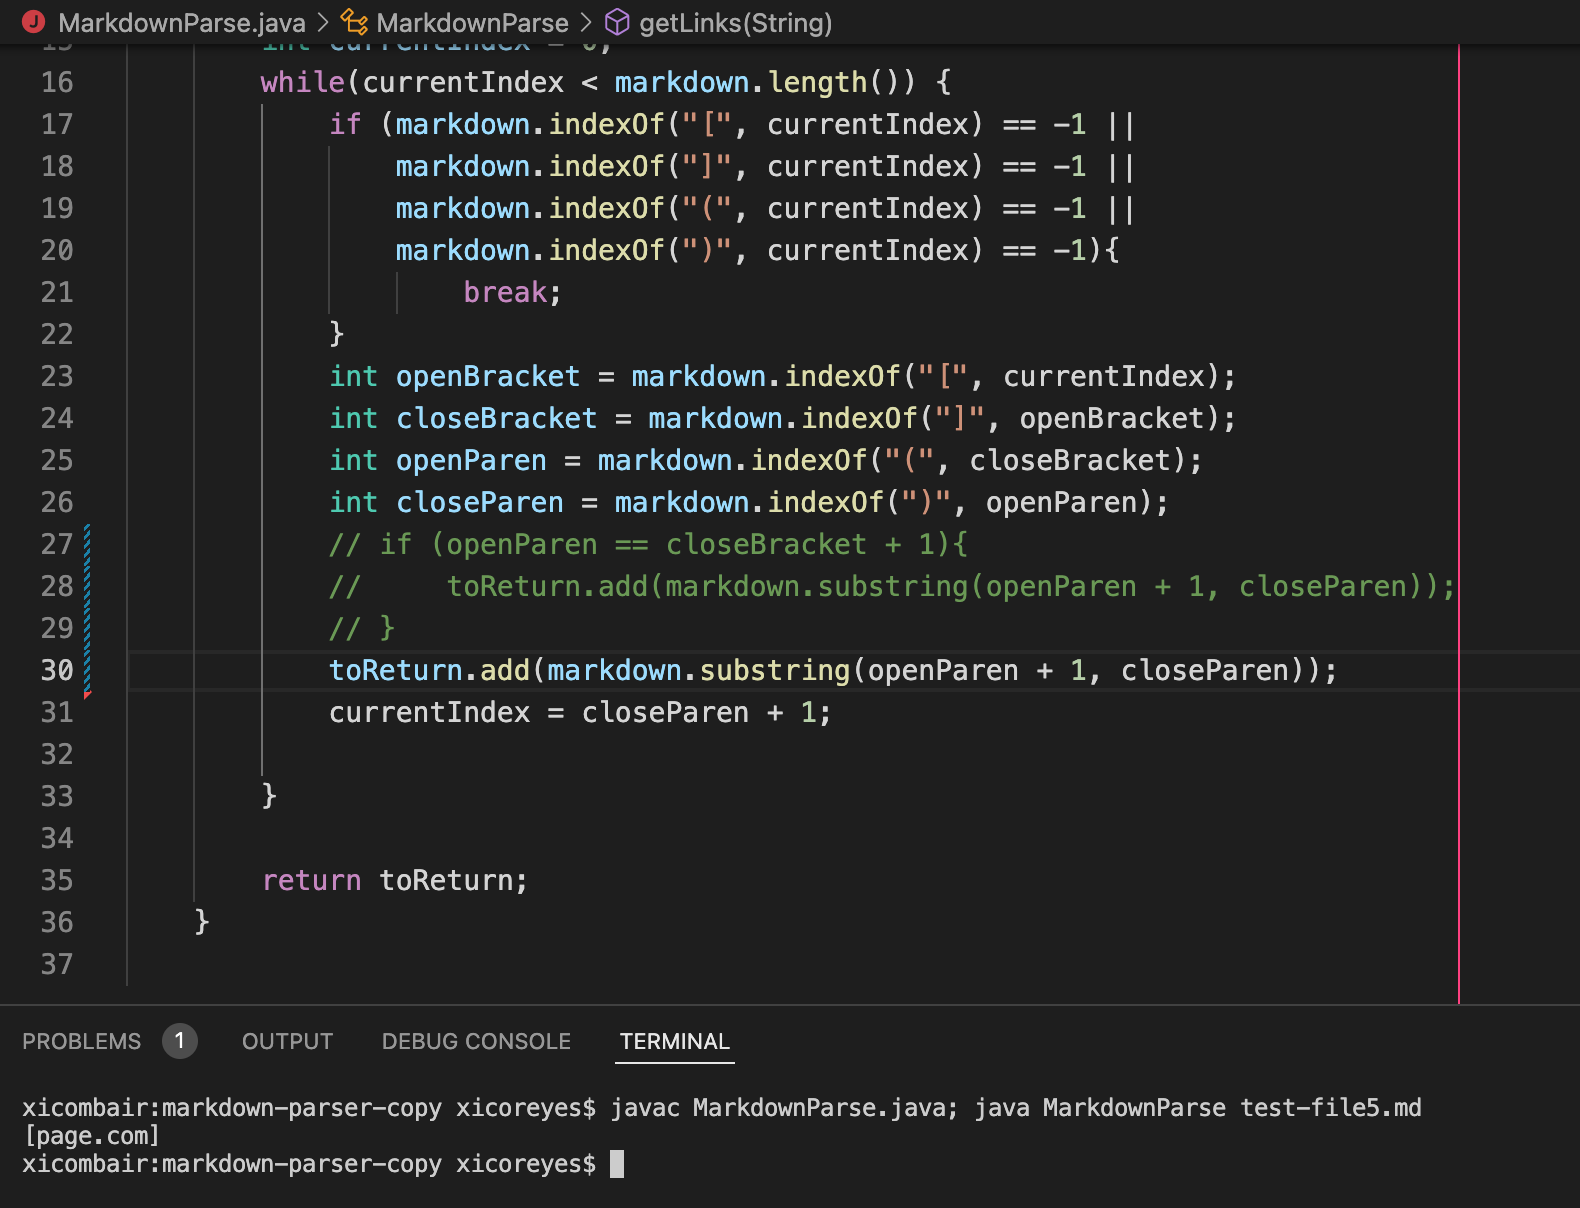 J MarkdownParse.java > MarkdownParse > getLinks(String)
15 int currentIndex = 0;
16 while(currentIndex < markdown.length()) {
17 if (markdown.indexOf("[", currentIndex) == -1 ||
18 markdown.indexOf("]", currentIndex) == -1 ||
19 markdown.indexOf("(", currentIndex) == -1 ||
20 markdown.indexOf(")", currentIndex) == -1){
21 break;
22 }
23 int openBracket = markdown.indexOf("[", currentIndex);
24 int closeBracket = markdown.indexOf("]", openBracket);
25 int openParen = markdown.indexOf("(", closeBracket);
26 int closeParen = markdown.indexOf(")", openParen);
27 // if (openParen == closeBracket + 1){
28 //     toReturn.add(markdown.substring(openParen + 1, closeParen));
29 // }
30 toReturn.add(markdown.substring(openParen + 1, closeParen));
31 currentIndex = closeParen + 1;
32
33 }
34
35 return toReturn;
36 }
37
PROBLEMS 1 OUTPUT DEBUG CONSOLE TERMINAL
xicombair:markdown-parser-copy xicoreyes$ javac MarkdownParse.java; java MarkdownParse test-file5.md
[page.com]
xicombair:markdown-parser-copy xicoreyes$